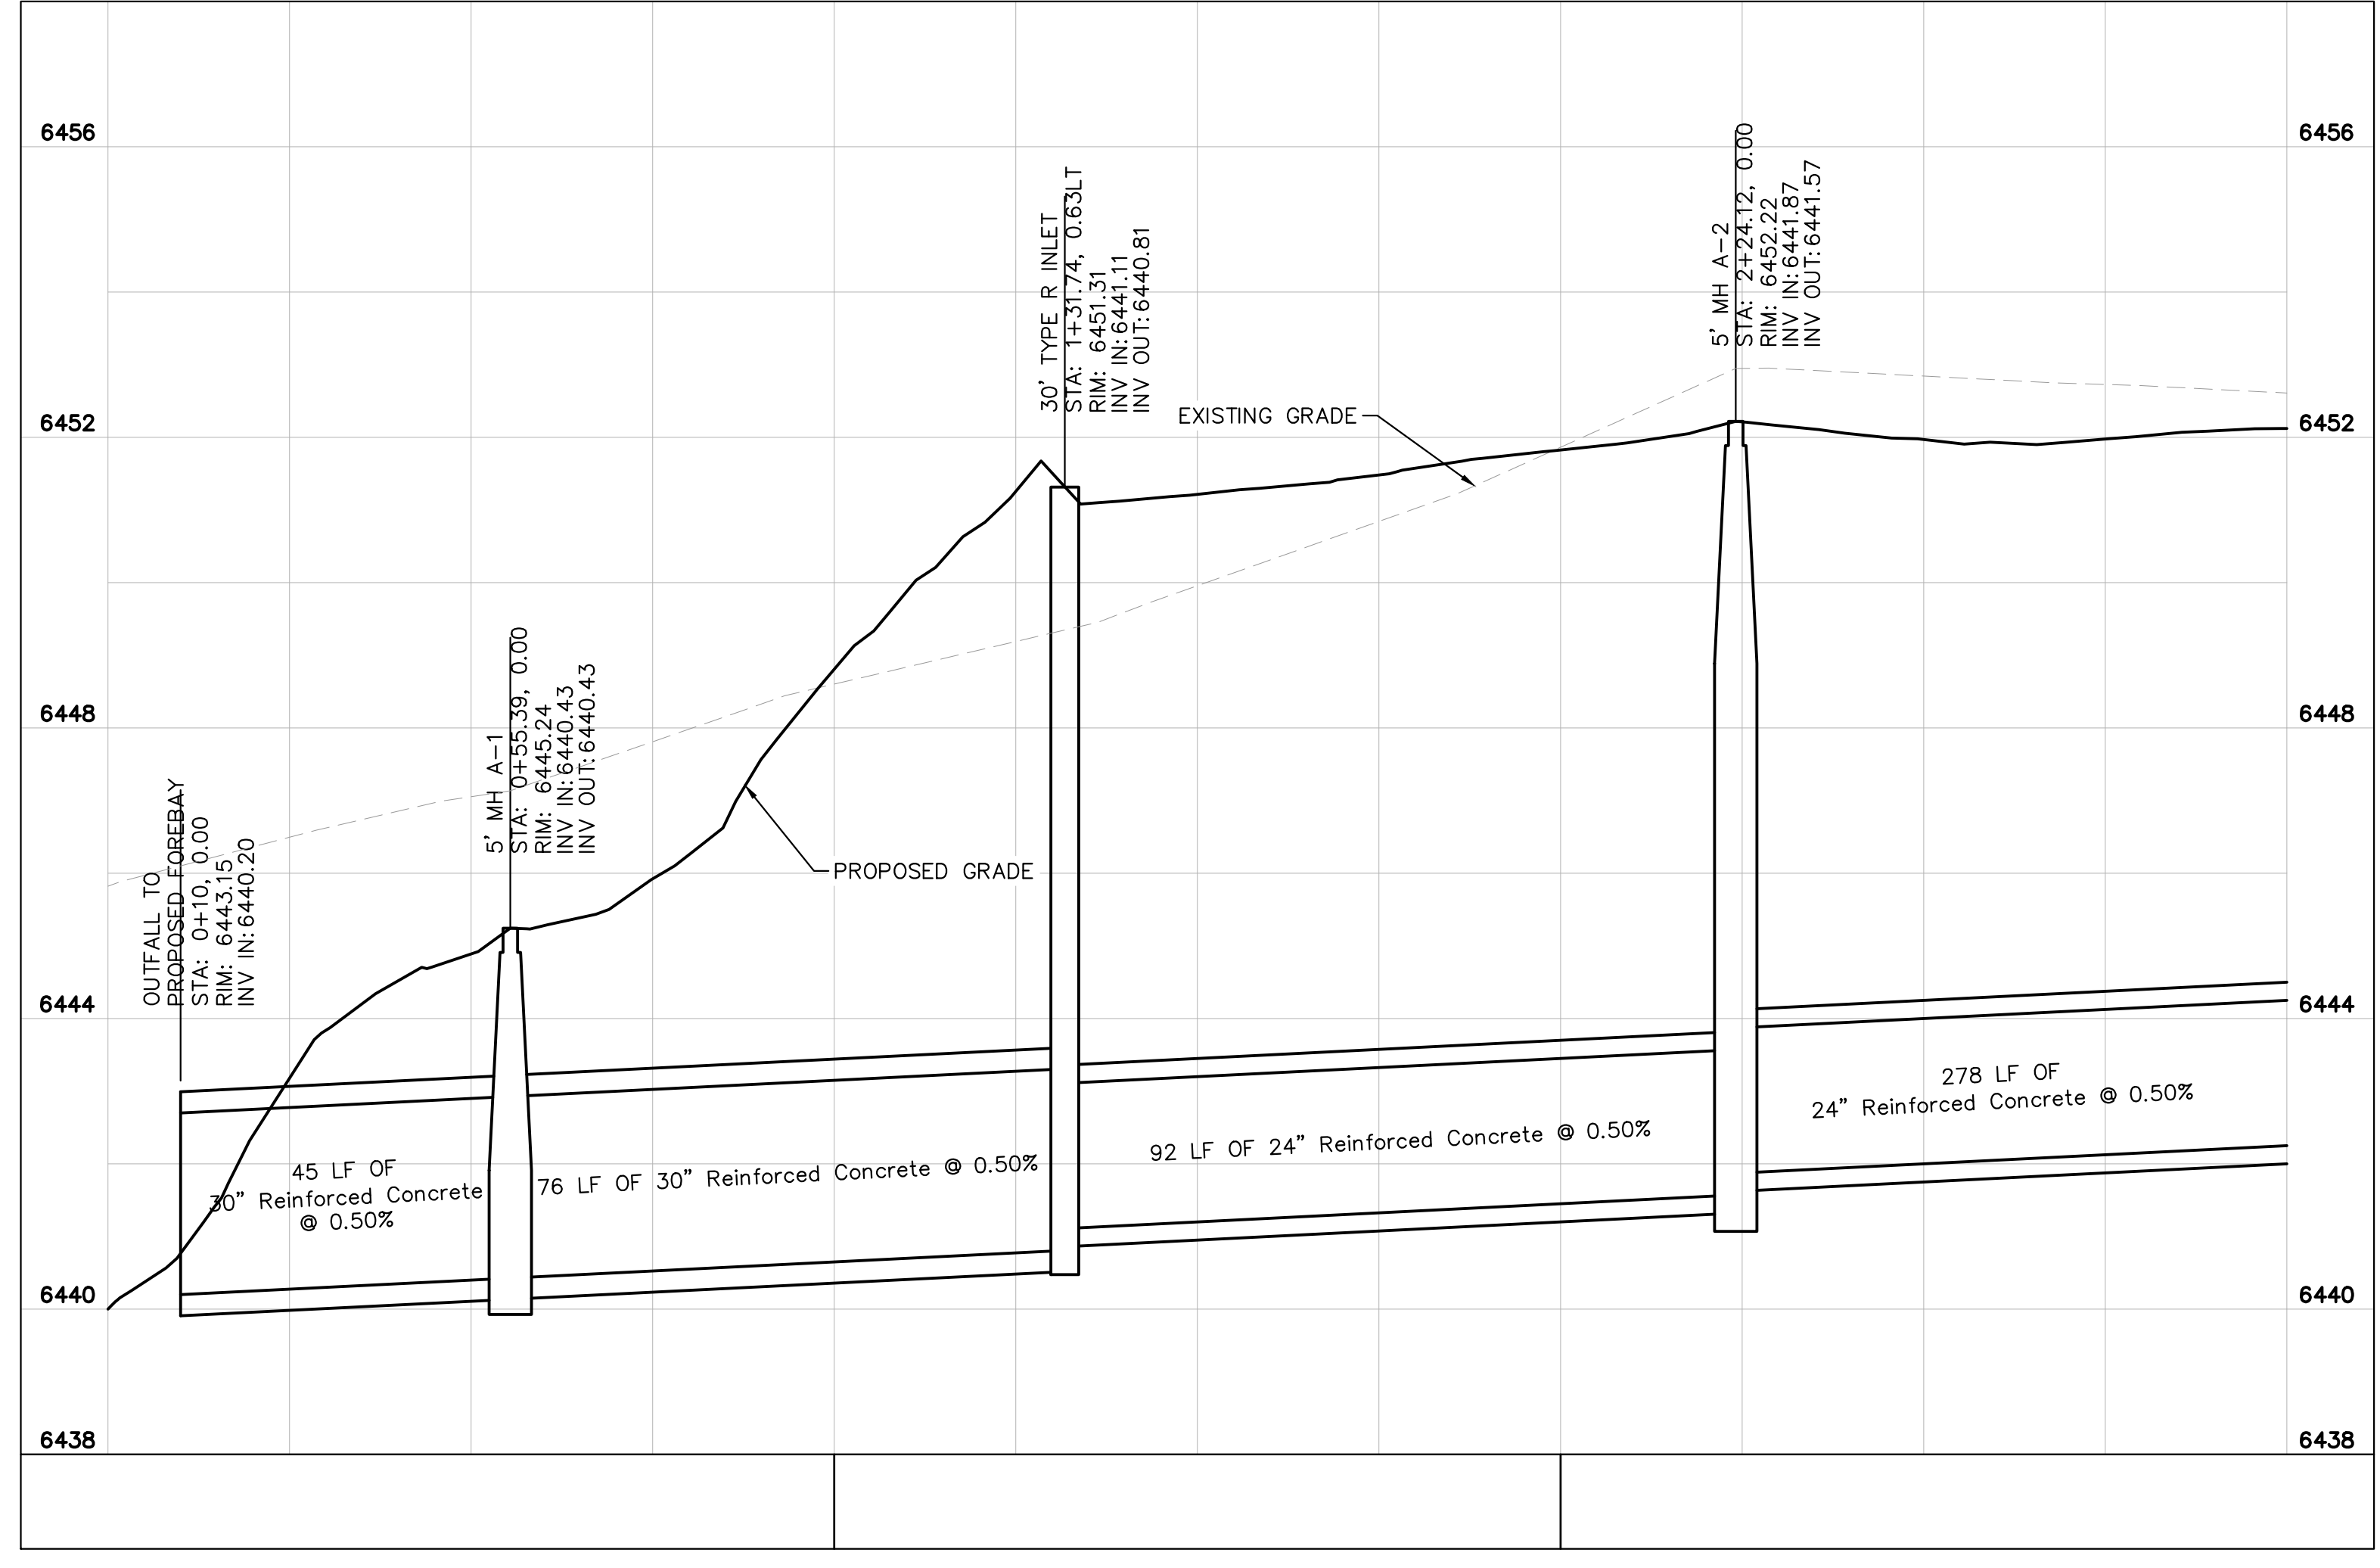 6456
6456
6452
6452
6448
6448
6444
6444
6440
6440
6438
6438
OUTFALL TO
PROPOSED FOREBAY
STA: 0+10, 0.00
RIM: 6443.15
INV IN:6440.20
5' MH A-1
STA: 0+55.39, 0.00
RIM: 6445.24
INV IN:6440.43
INV OUT:6440.43
30' TYPE R INLET
STA: 1+31.74, 0.63LT
RIM: 6451.31
INV IN:6441.11
INV OUT:6440.81
5' MH A-2
STA: 2+24.12, 0.00
RIM: 6452.22
INV IN:6441.87
INV OUT:6441.57
EXISTING GRADE
PROPOSED GRADE
45 LF OF
30" Reinforced Concrete
@ 0.50%
76 LF OF 30" Reinforced Concrete @ 0.50%
92 LF OF 24" Reinforced Concrete @ 0.50%
278 LF OF
24" Reinforced Concrete @ 0.50%